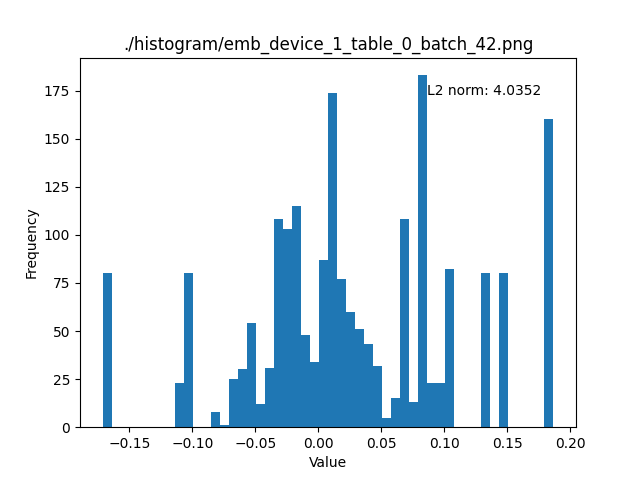 ./histogram/emb_device_1_table_0_batch_42.png
L2 norm: 4.0352
Frequency
175
150
125
100
75
50
25
0
−0.15 −0.10 −0.05 0.00 0.05 0.10 0.15 0.20
Value